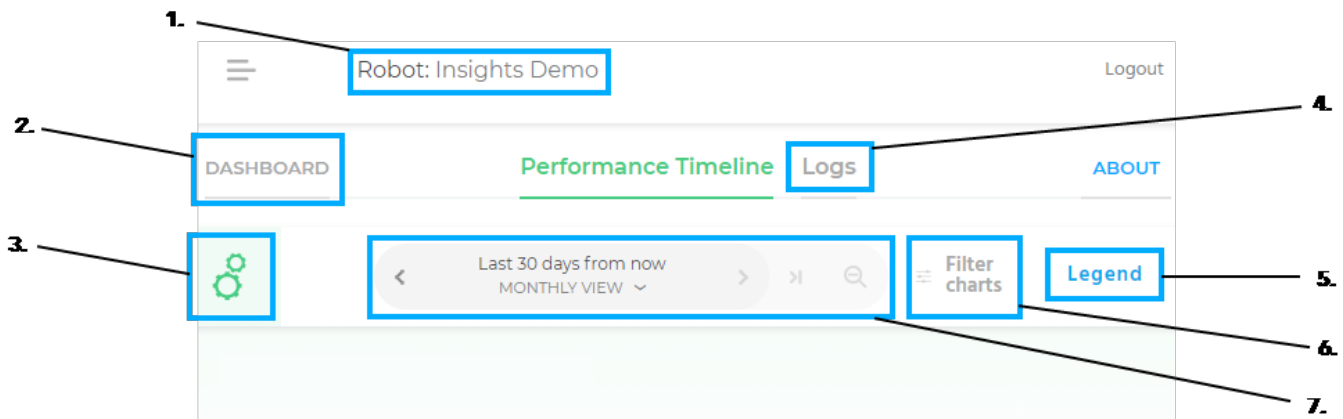 1.
Robot: Insights Demo
Logout
4.
2.
DASHBOARD
Performance Timeline
Logs
ABOUT
3.
Last 30 days from now
MONTHLY VIEW
Filter
charts
Legend
5.
6.
7.